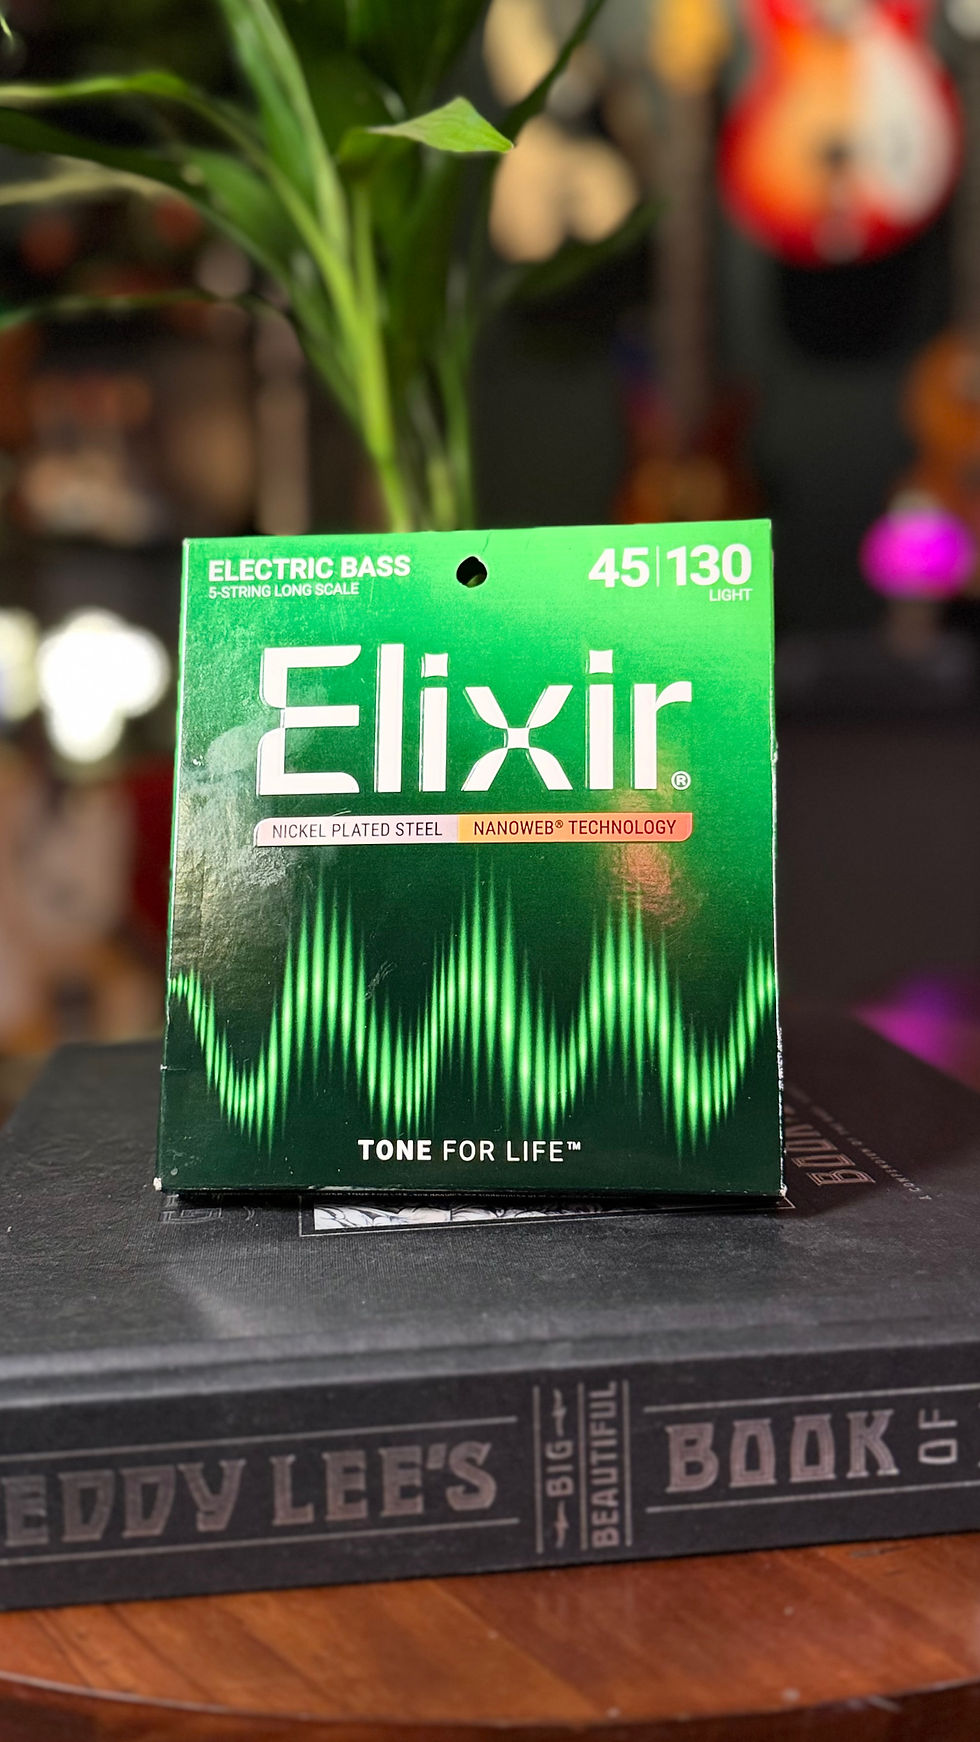 ELECTRIC BASS
5-STRING LONG SCALE
45|130
LIGHT
Elixir®
NICKEL PLATED STEEL
NANOWEB® TECHNOLOGY
TONE FOR LIFE™
EDDY LEE'S
BIG
BEAUTIFUL
BOOK
OF